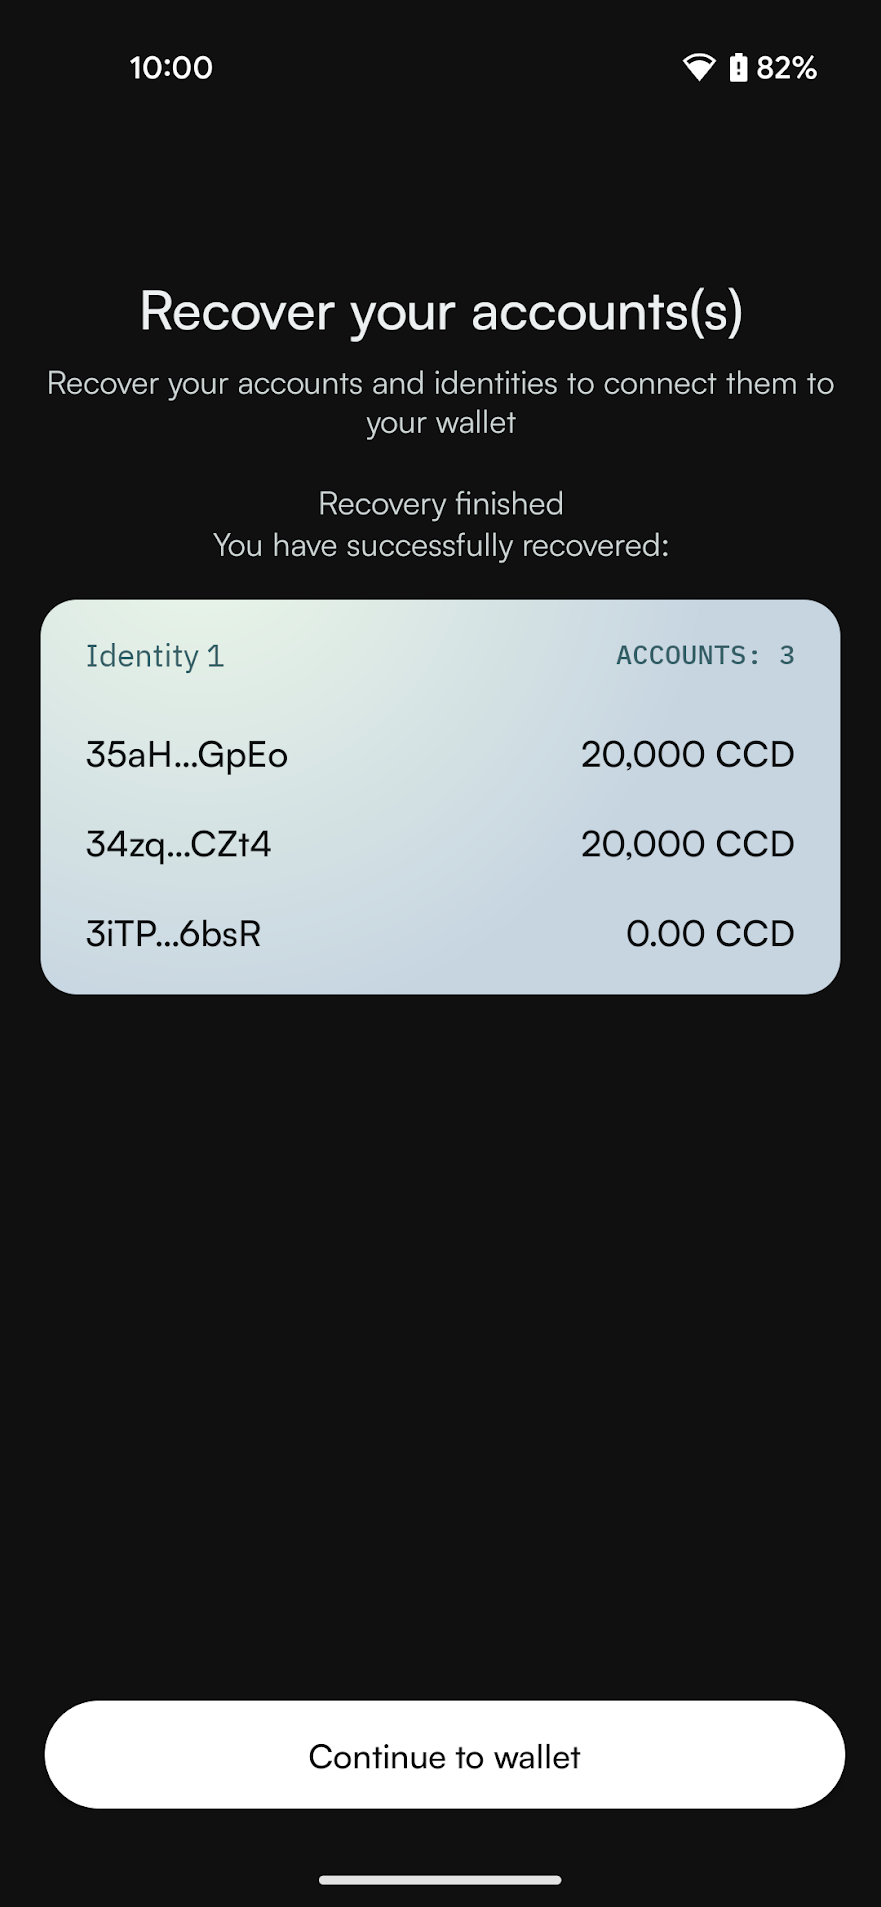 10:00 82%
Recover your accounts(s)
Recover your accounts and identities to connect them to
your wallet
Recovery finished
You have successfully recovered:
Identity 1 ACCOUNTS: 3
35aH...GpEo 20,000 CCD
34zq...CZt4 20,000 CCD
3iTP...6bsR 0.00 CCD
Continue to wallet